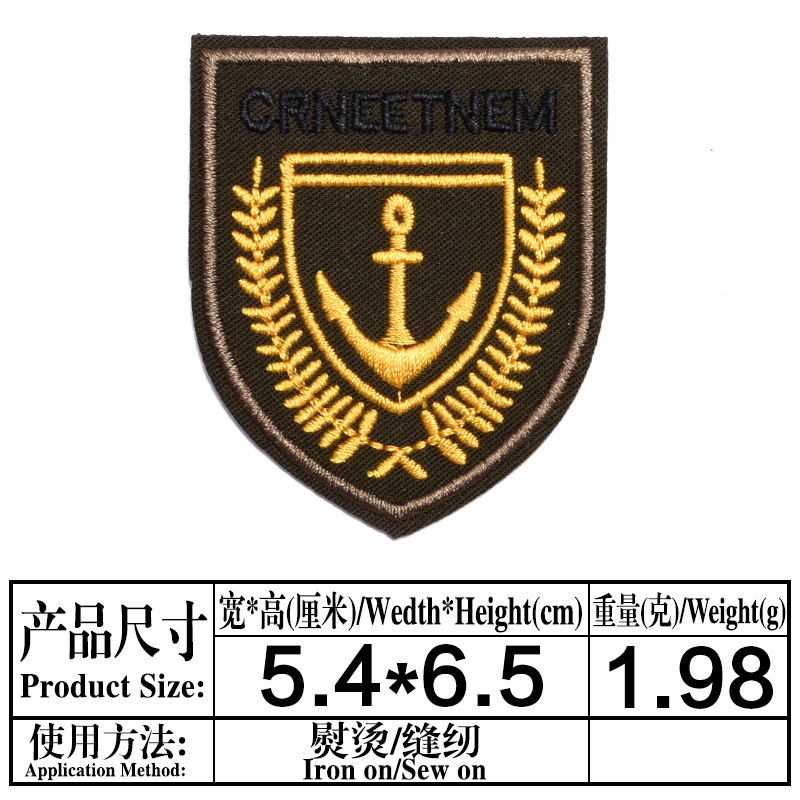 CRNEETNEM
产品尺寸
Product Size:
宽*高(厘米)/Wedth*Height(cm)
重量(克)/Weight(g)
5.4*6.5
1.98
使用方法:
Application Method:
熨烫/缝纫
Iron on/Sew on